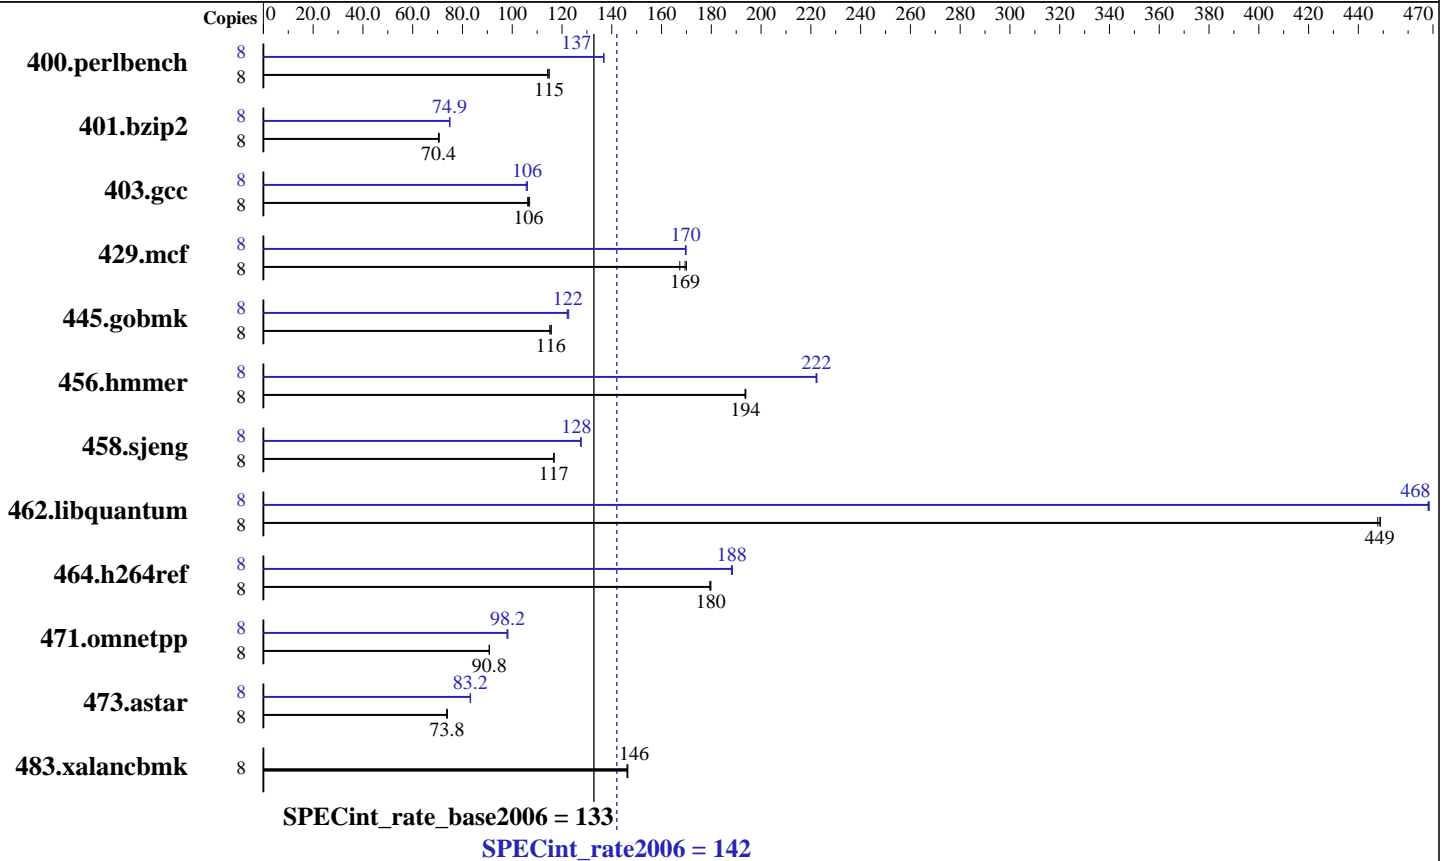 Copies 0 20.0 40.0 60.0 80.0 100 120 140 160 180 200 220 240 260 280 300 320 340 360 380 400 420 440 470
400.perlbench 8 137
8 115
401.bzip2 8 74.9
8 70.4
403.gcc 8 106
8 106
429.mcf 8 170
8 169
445.gobmk 8 122
8 116
456.hmmer 8 222
8 194
458.sjeng 8 128
8 117
462.libquantum 8 468
8 449
464.h264ref 8 188
8 180
471.omnetpp 8 98.2
8 90.8
473.astar 8 83.2
8 73.8
483.xalancbmk 8 146
SPECint_rate_base2006 = 133
SPECint_rate2006 = 142